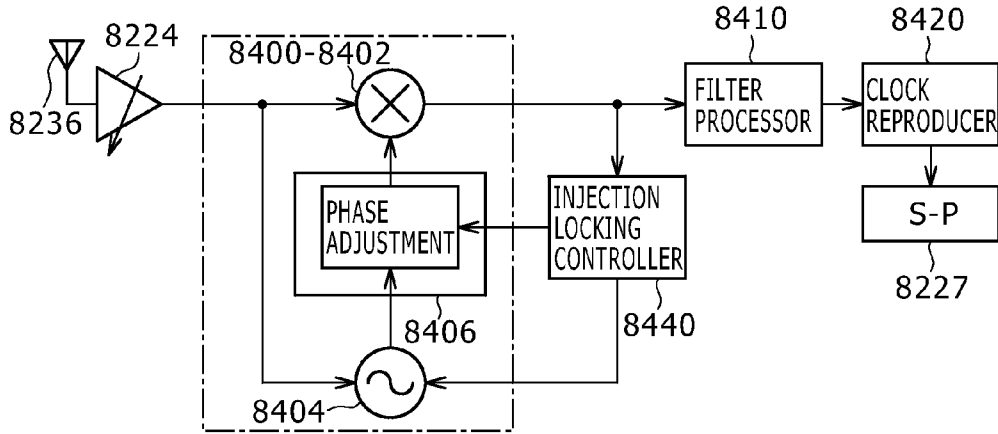 8224
8236
8400-8402
8410
8420
FILTER
PROCESSOR
CLOCK
REPRODUCER
PHASE
ADJUSTMENT
INJECTION
LOCKING
CONTROLLER
S-P
8227
8406
8440
8404